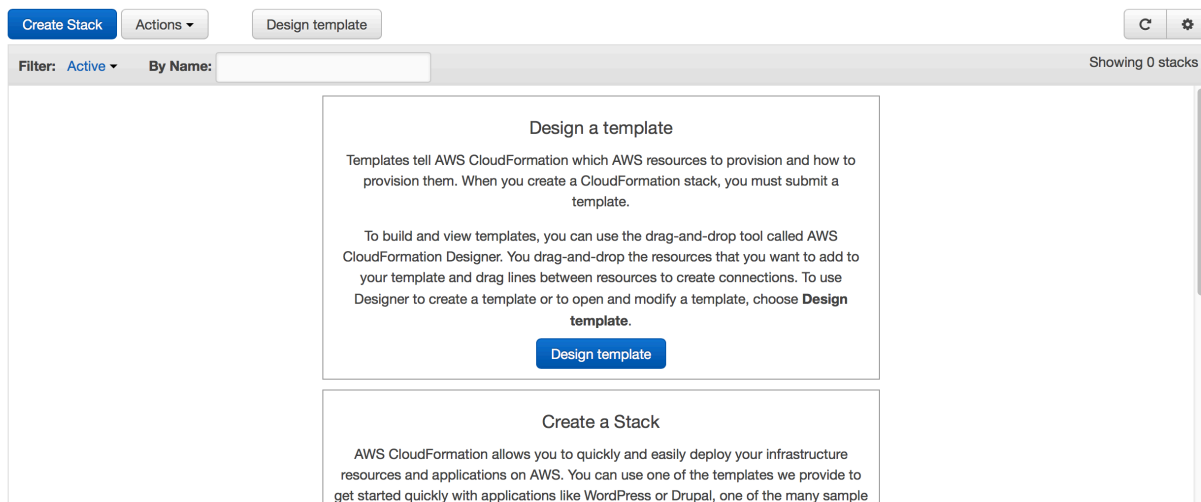 Create Stack Actions Design template
Filter: Active By Name: Showing 0 stacks
Design a template
Templates tell AWS CloudFormation which AWS resources to provision and how to
provision them. When you create a CloudFormation stack, you must submit a
template.
To build and view templates, you can use the drag-and-drop tool called AWS
CloudFormation Designer. You drag-and-drop the resources that you want to add to
your template and drag lines between resources to create connections. To use
Designer to create a template or to open and modify a template, choose Design
template.
Design template
Create a Stack
AWS CloudFormation allows you to quickly and easily deploy your infrastructure
resources and applications on AWS. You can use one of the templates we provide to
get started quickly with applications like WordPress or Drupal, one of the many sample